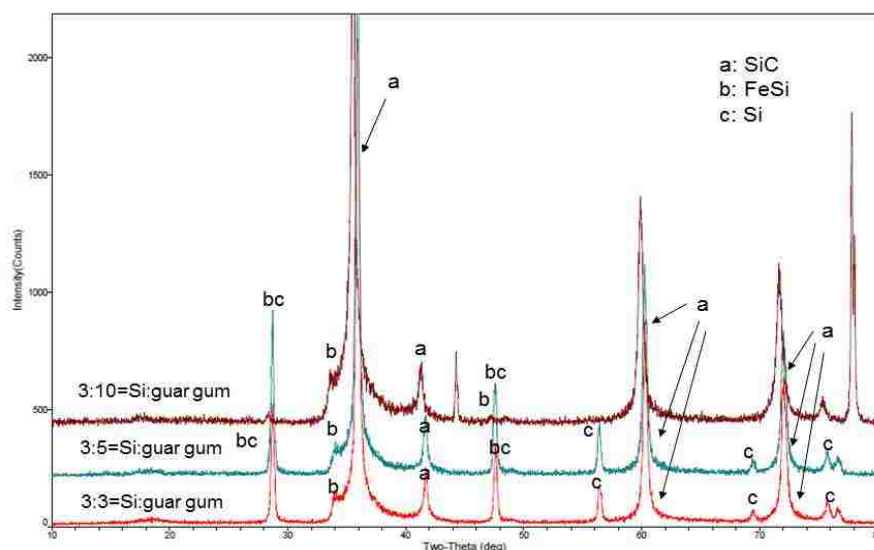 2000
1500
1000
500
0
Intensity(Counts)
a
a: SiC
b: FeSi
c: Si
bc
b
a
b
bc
a
a
3:10=Si:guar gum
bc
b
a
bc
c
c
c
3:5=Si:guar gum
b
a
c
c
c
3:3=Si:guar gum
10
20
30
40
50
60
70
80
Two-Theta (deg)